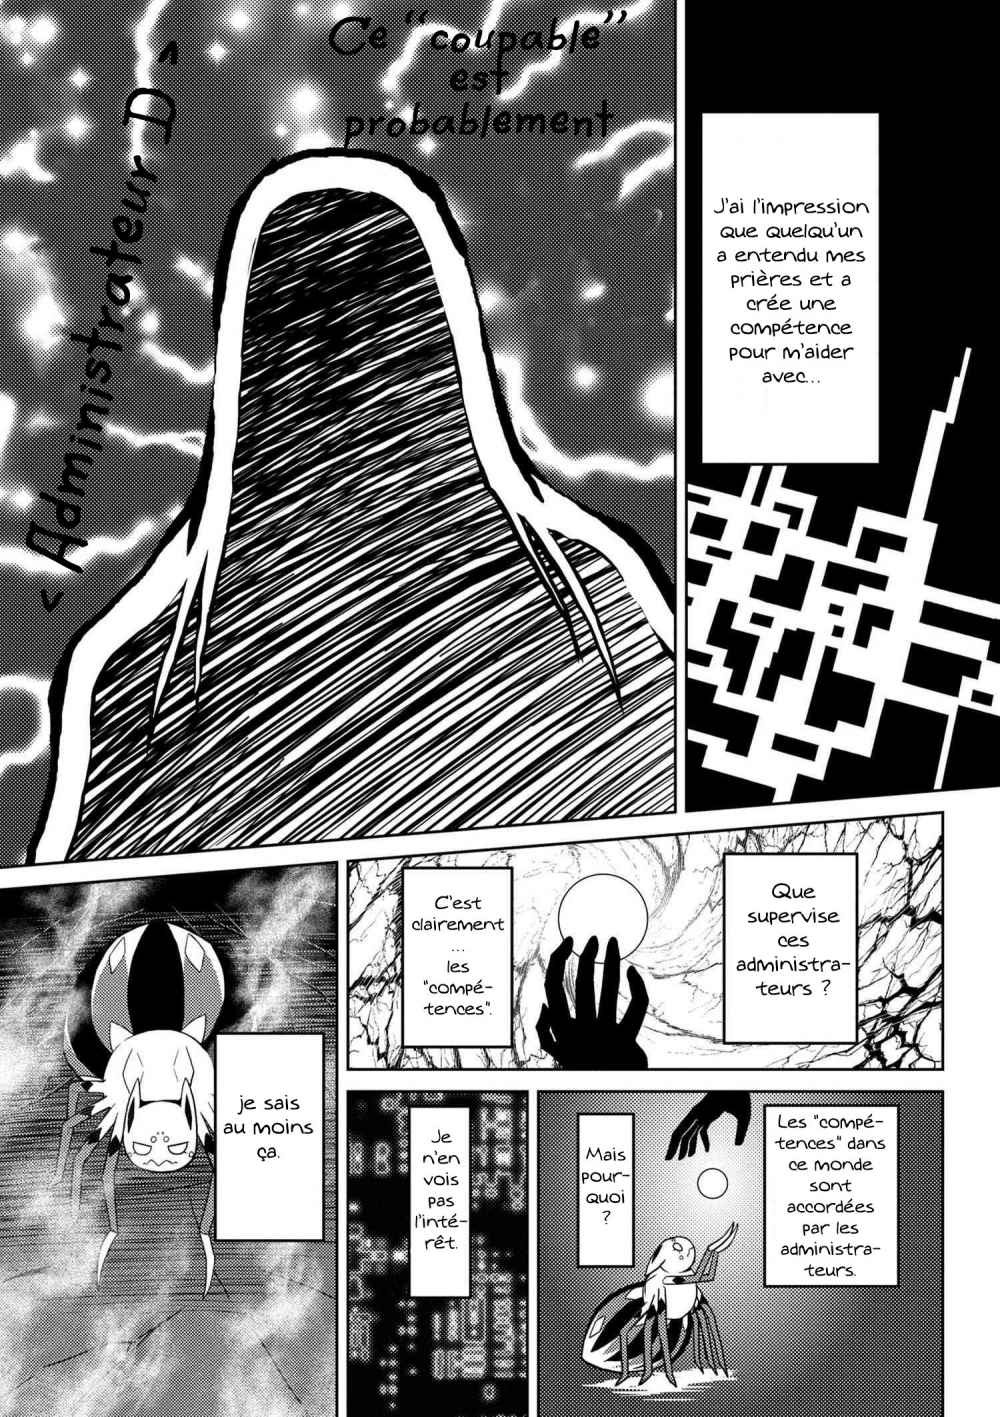 J'ai l'impression
que quelqu'un
a entendu mes
prières et a
crée une
compétence
pour m'aider
avec...
Ce "coupable"
est
probablement
< Administrateur D >
Que
supervise
ces
administra-
teurs ?
C'est
clairement
...
les
"compé-
tences".
je sais
au moins
ça.
Les "compé-
tences" dans
ce monde
sont
accordées
par les
administra-
teurs.
Mais
pour-
quoi
?
Je
n'en
vois
pas
l'inté-
rêt.